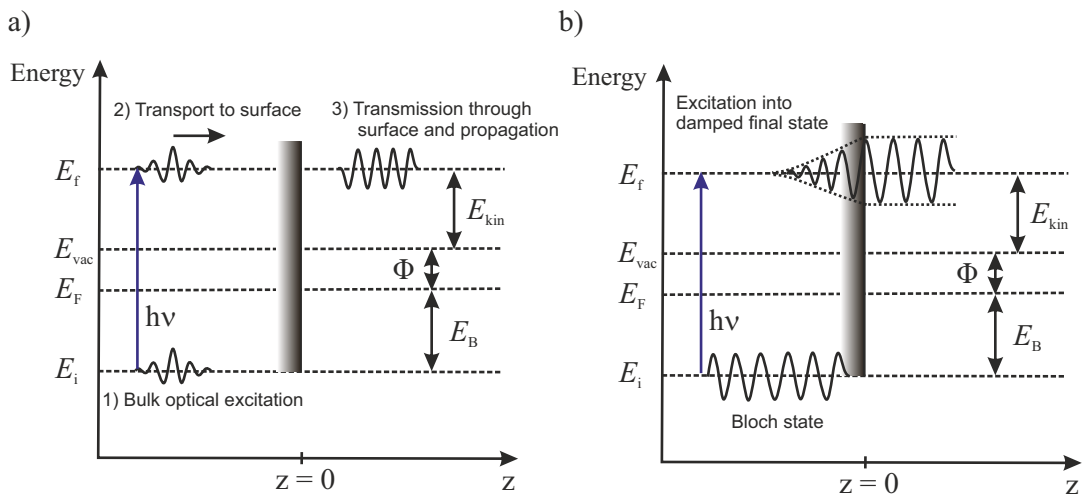 a)
Energy
2) Transport to surface
3) Transmission through
surface and propagation
E_f
E_kin
E_vac
Φ
E_F
hν
E_B
E_i
1) Bulk optical excitation
z = 0
z
b)
Energy
Excitation into
damped final state
E_f
E_kin
E_vac
Φ
E_F
hν
E_B
E_i
Bloch state
z = 0
z